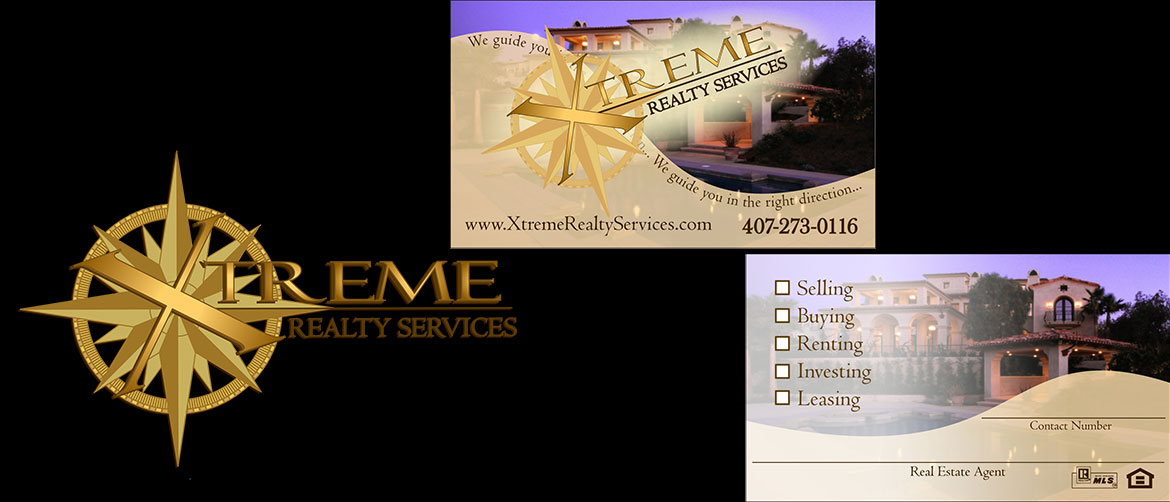 XTREME
REALTY SERVICES
We guide you
XTREME
REALTY SERVICES
... We guide you in the right direction...
www.XtremeRealtyServices.com
407-273-0116
Selling
Buying
Renting
Investing
Leasing
Contact Number
Real Estate Agent
R
MLS